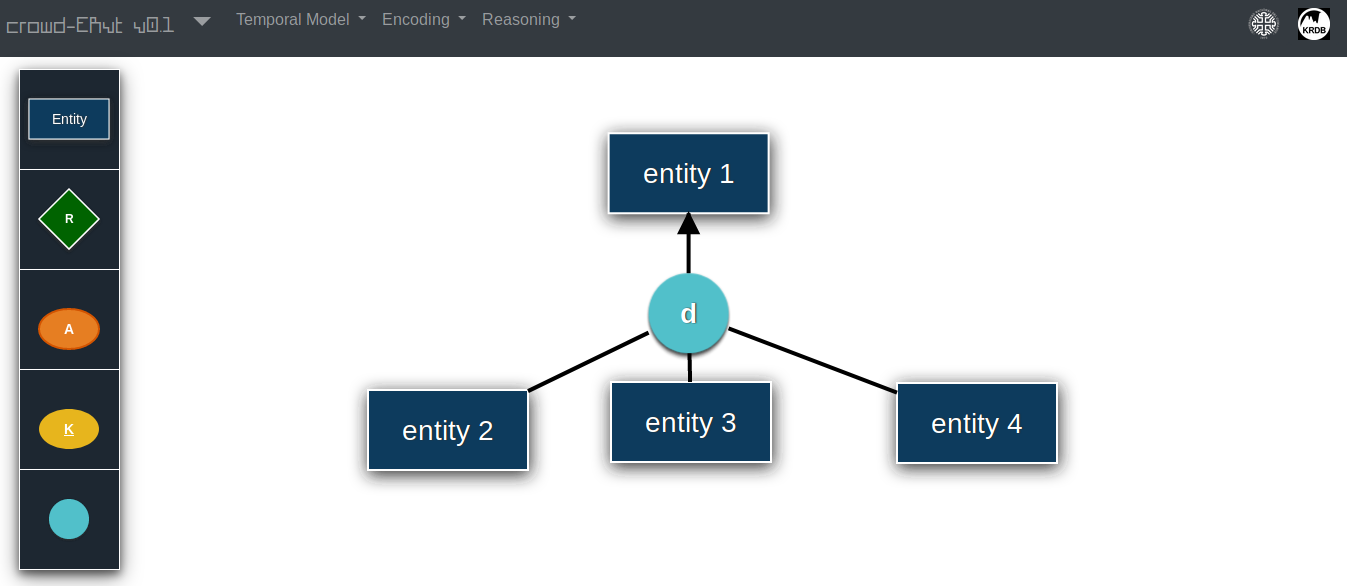 crowd-ERvt v0.1
Temporal Model
Encoding
Reasoning
KRDB
Entity
R
A
K
entity 1
d
entity 2
entity 3
entity 4